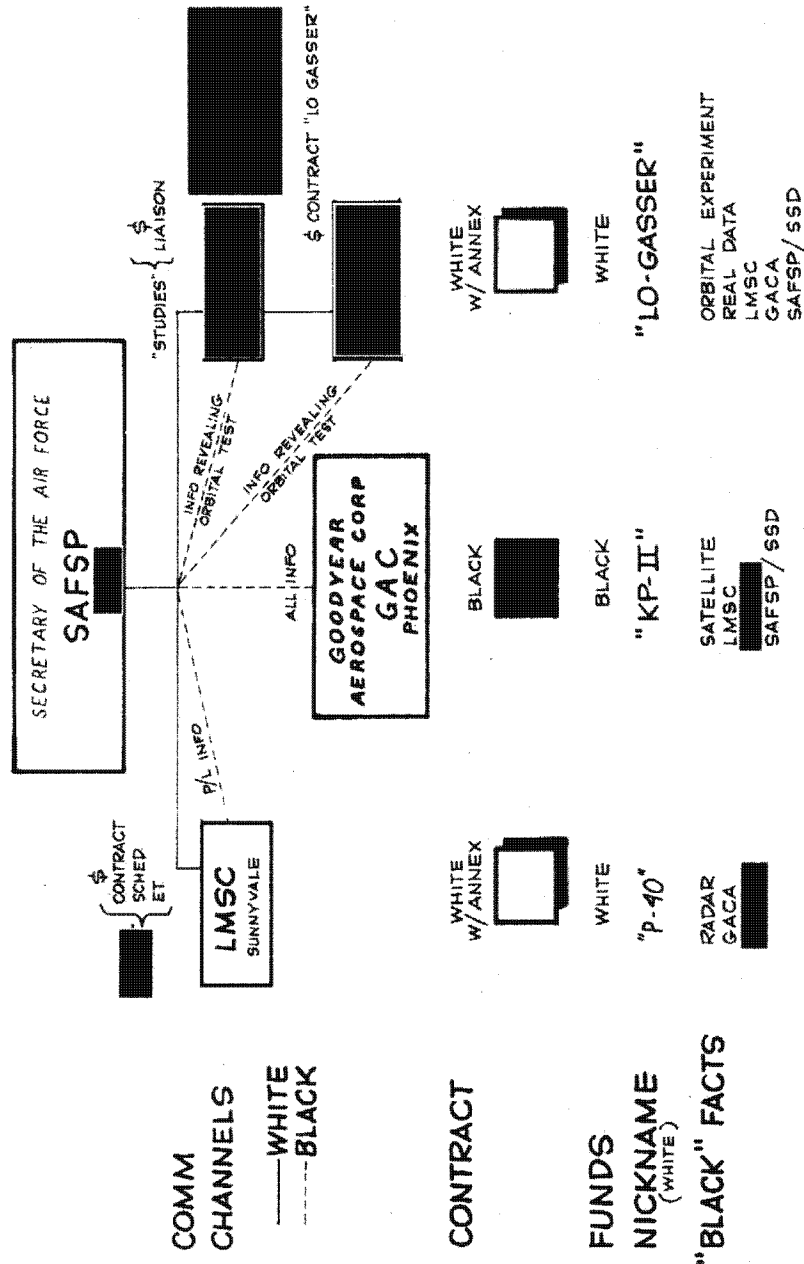 SECRETARY OF THE AIR FORCE
SAFSP
$
CONTRACT
SCHED
ET
"STUDIES"
$
LIAISON
COMM
CHANNELS
WHITE
BLACK
LMSC
SUNNYVALE
P/L INFO
ALL INFO
INFO REVEALING
ORBITAL TEST
INFO REVEALING
ORBITAL TEST
$ CONTRACT "LO GASSER"
GOODYEAR
AEROSPACE CORP
GAC
PHOENIX
CONTRACT
WHITE
W/ANNEX
BLACK
WHITE
W/ANNEX
FUNDS
WHITE
BLACK
WHITE
NICKNAME
(WHITE)
"P-40"
"KP-II"
"LO-GASSER"
"BLACK" FACTS
RADAR
GACA
SATELLITE
LMSC
SAFSP/SSD
ORBITAL EXPERIMENT
REAL DATA
LMSC
GACA
SAFSP/SSD